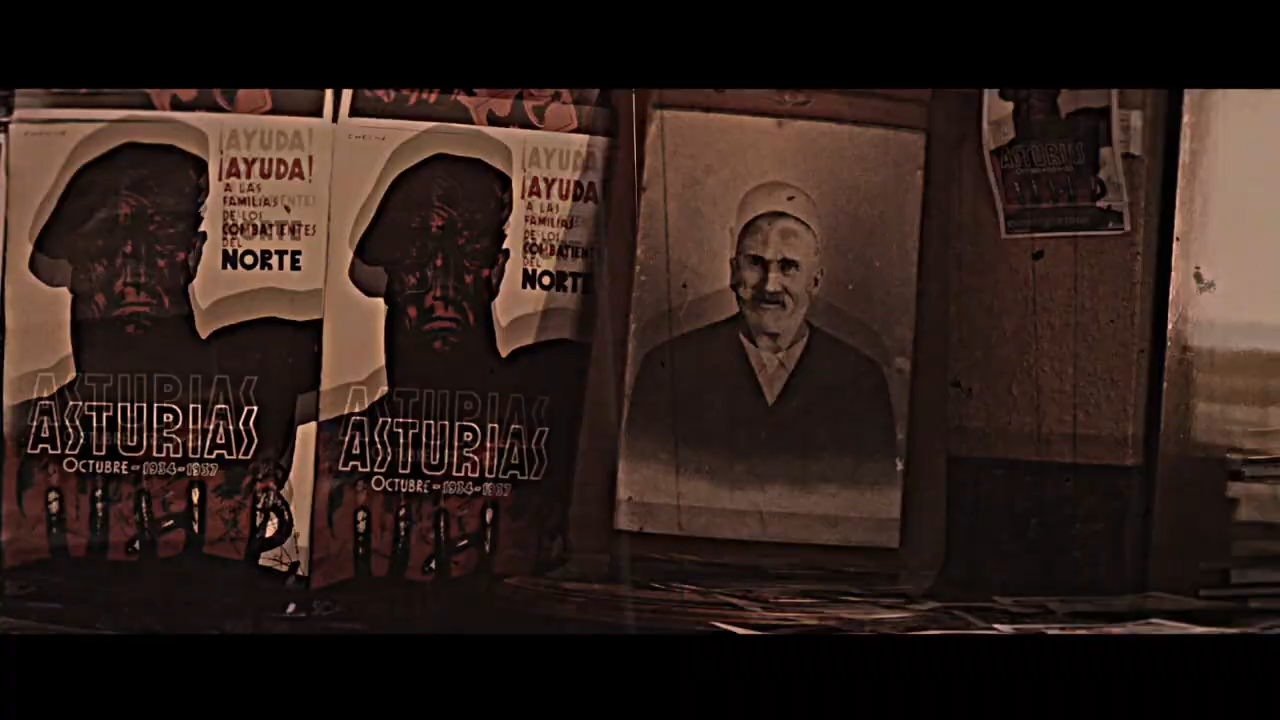 ¡AYUDA!
¡AYUDA!
A LAS
FAMILIAS
DE LOS
COMBATIENTES
DEL
NORTE
ASTURIAS
ASTURIAS
OCTUBRE - 1934 - 1937
¡AYUDA
¡AYUDA
A LAS
FAMILIAS
DE LOS
COMBATIENTES
DEL
NORTE
ASTURIAS
ASTURIAS
OCTUBRE - 1934 - 1937
ASTURIAS